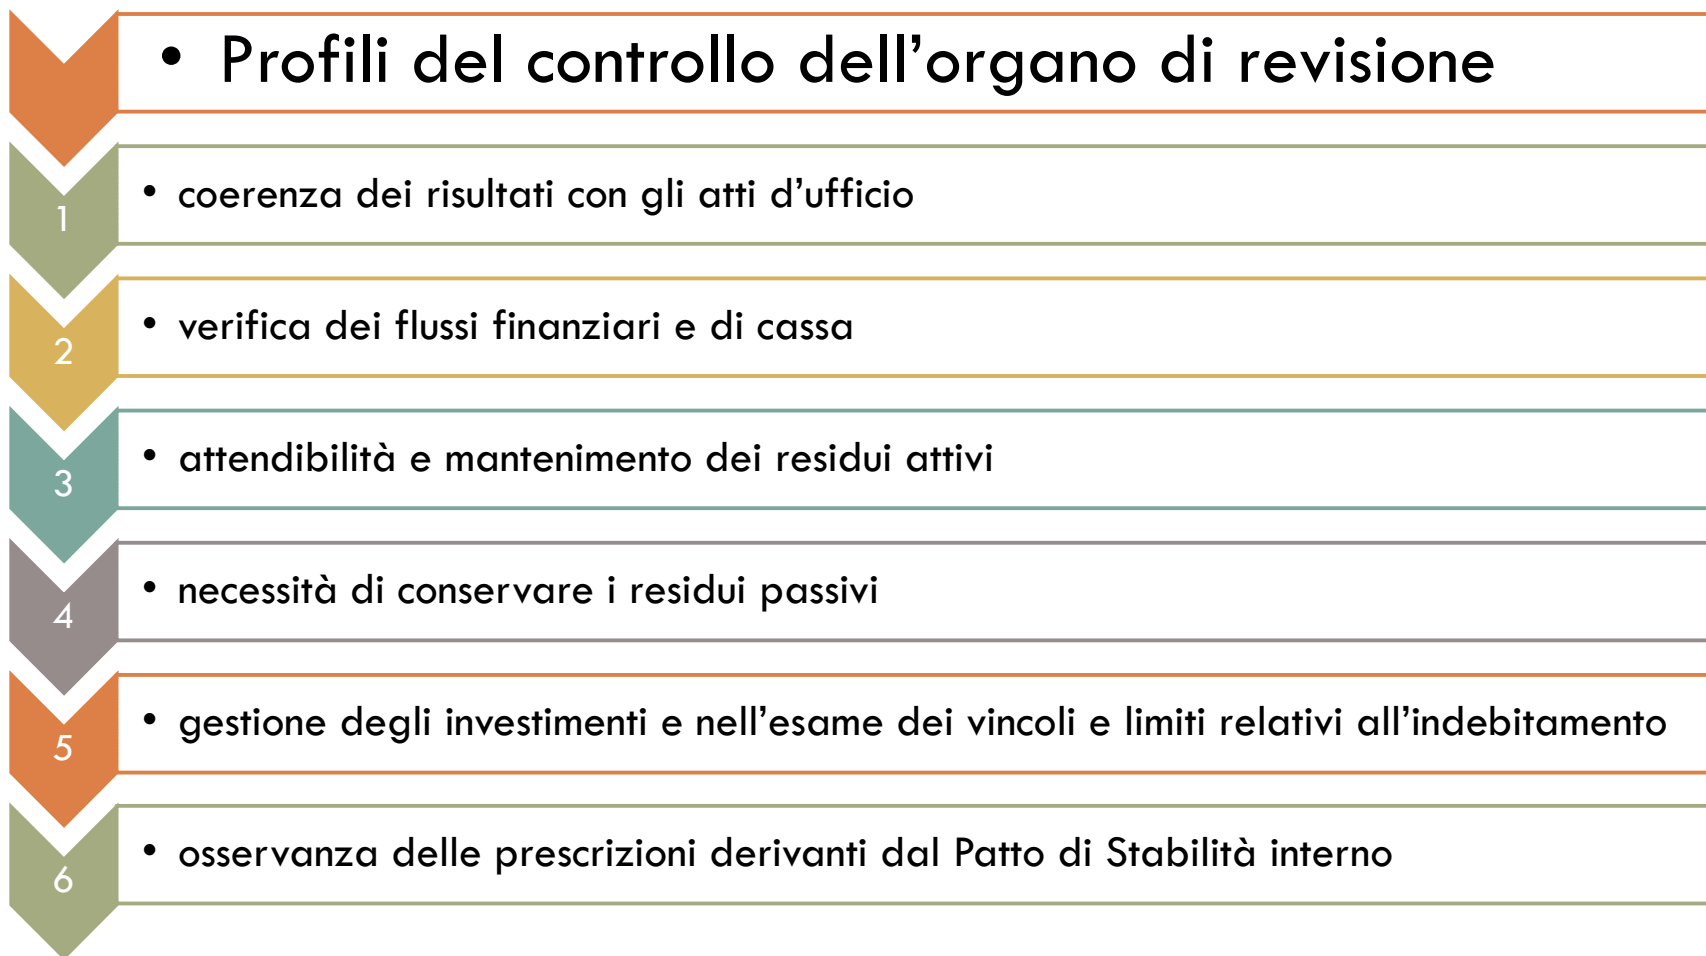 • Profili del controllo dell’organo di revisione
1
• coerenza dei risultati con gli atti d’ufficio
2
• verifica dei flussi finanziari e di cassa
3
• attendibilità e mantenimento dei residui attivi
4
• necessità di conservare i residui passivi
5
• gestione degli investimenti e nell’esame dei vincoli e limiti relativi all’indebitamento
6
• osservanza delle prescrizioni derivanti dal Patto di Stabilità interno